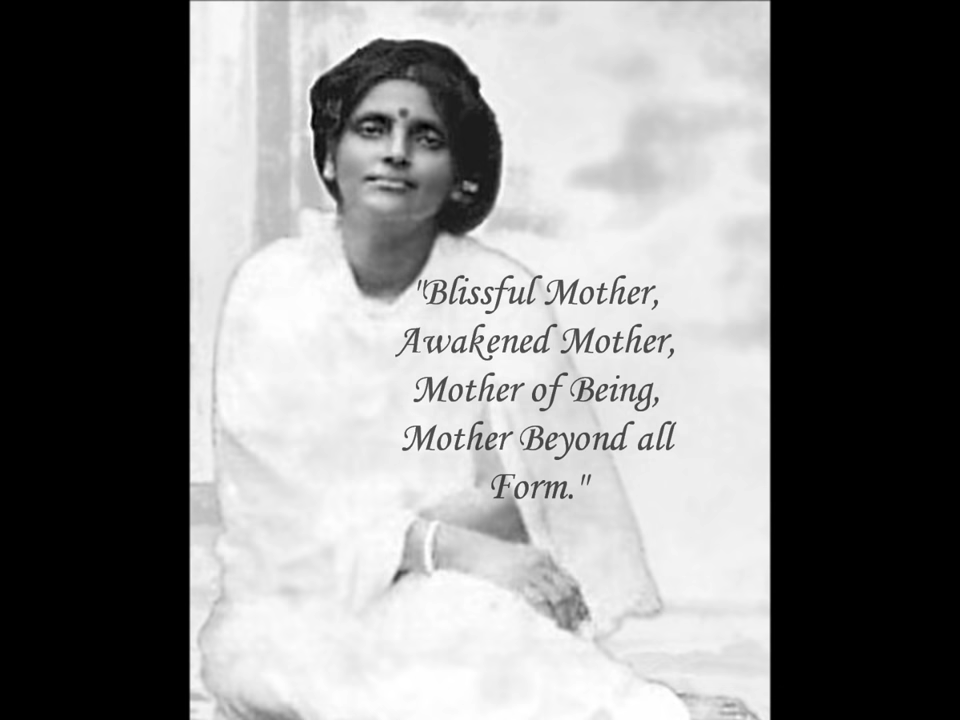 "Blissful Mother,
Awakened Mother,
Mother of Being,
Mother Beyond all
Form."